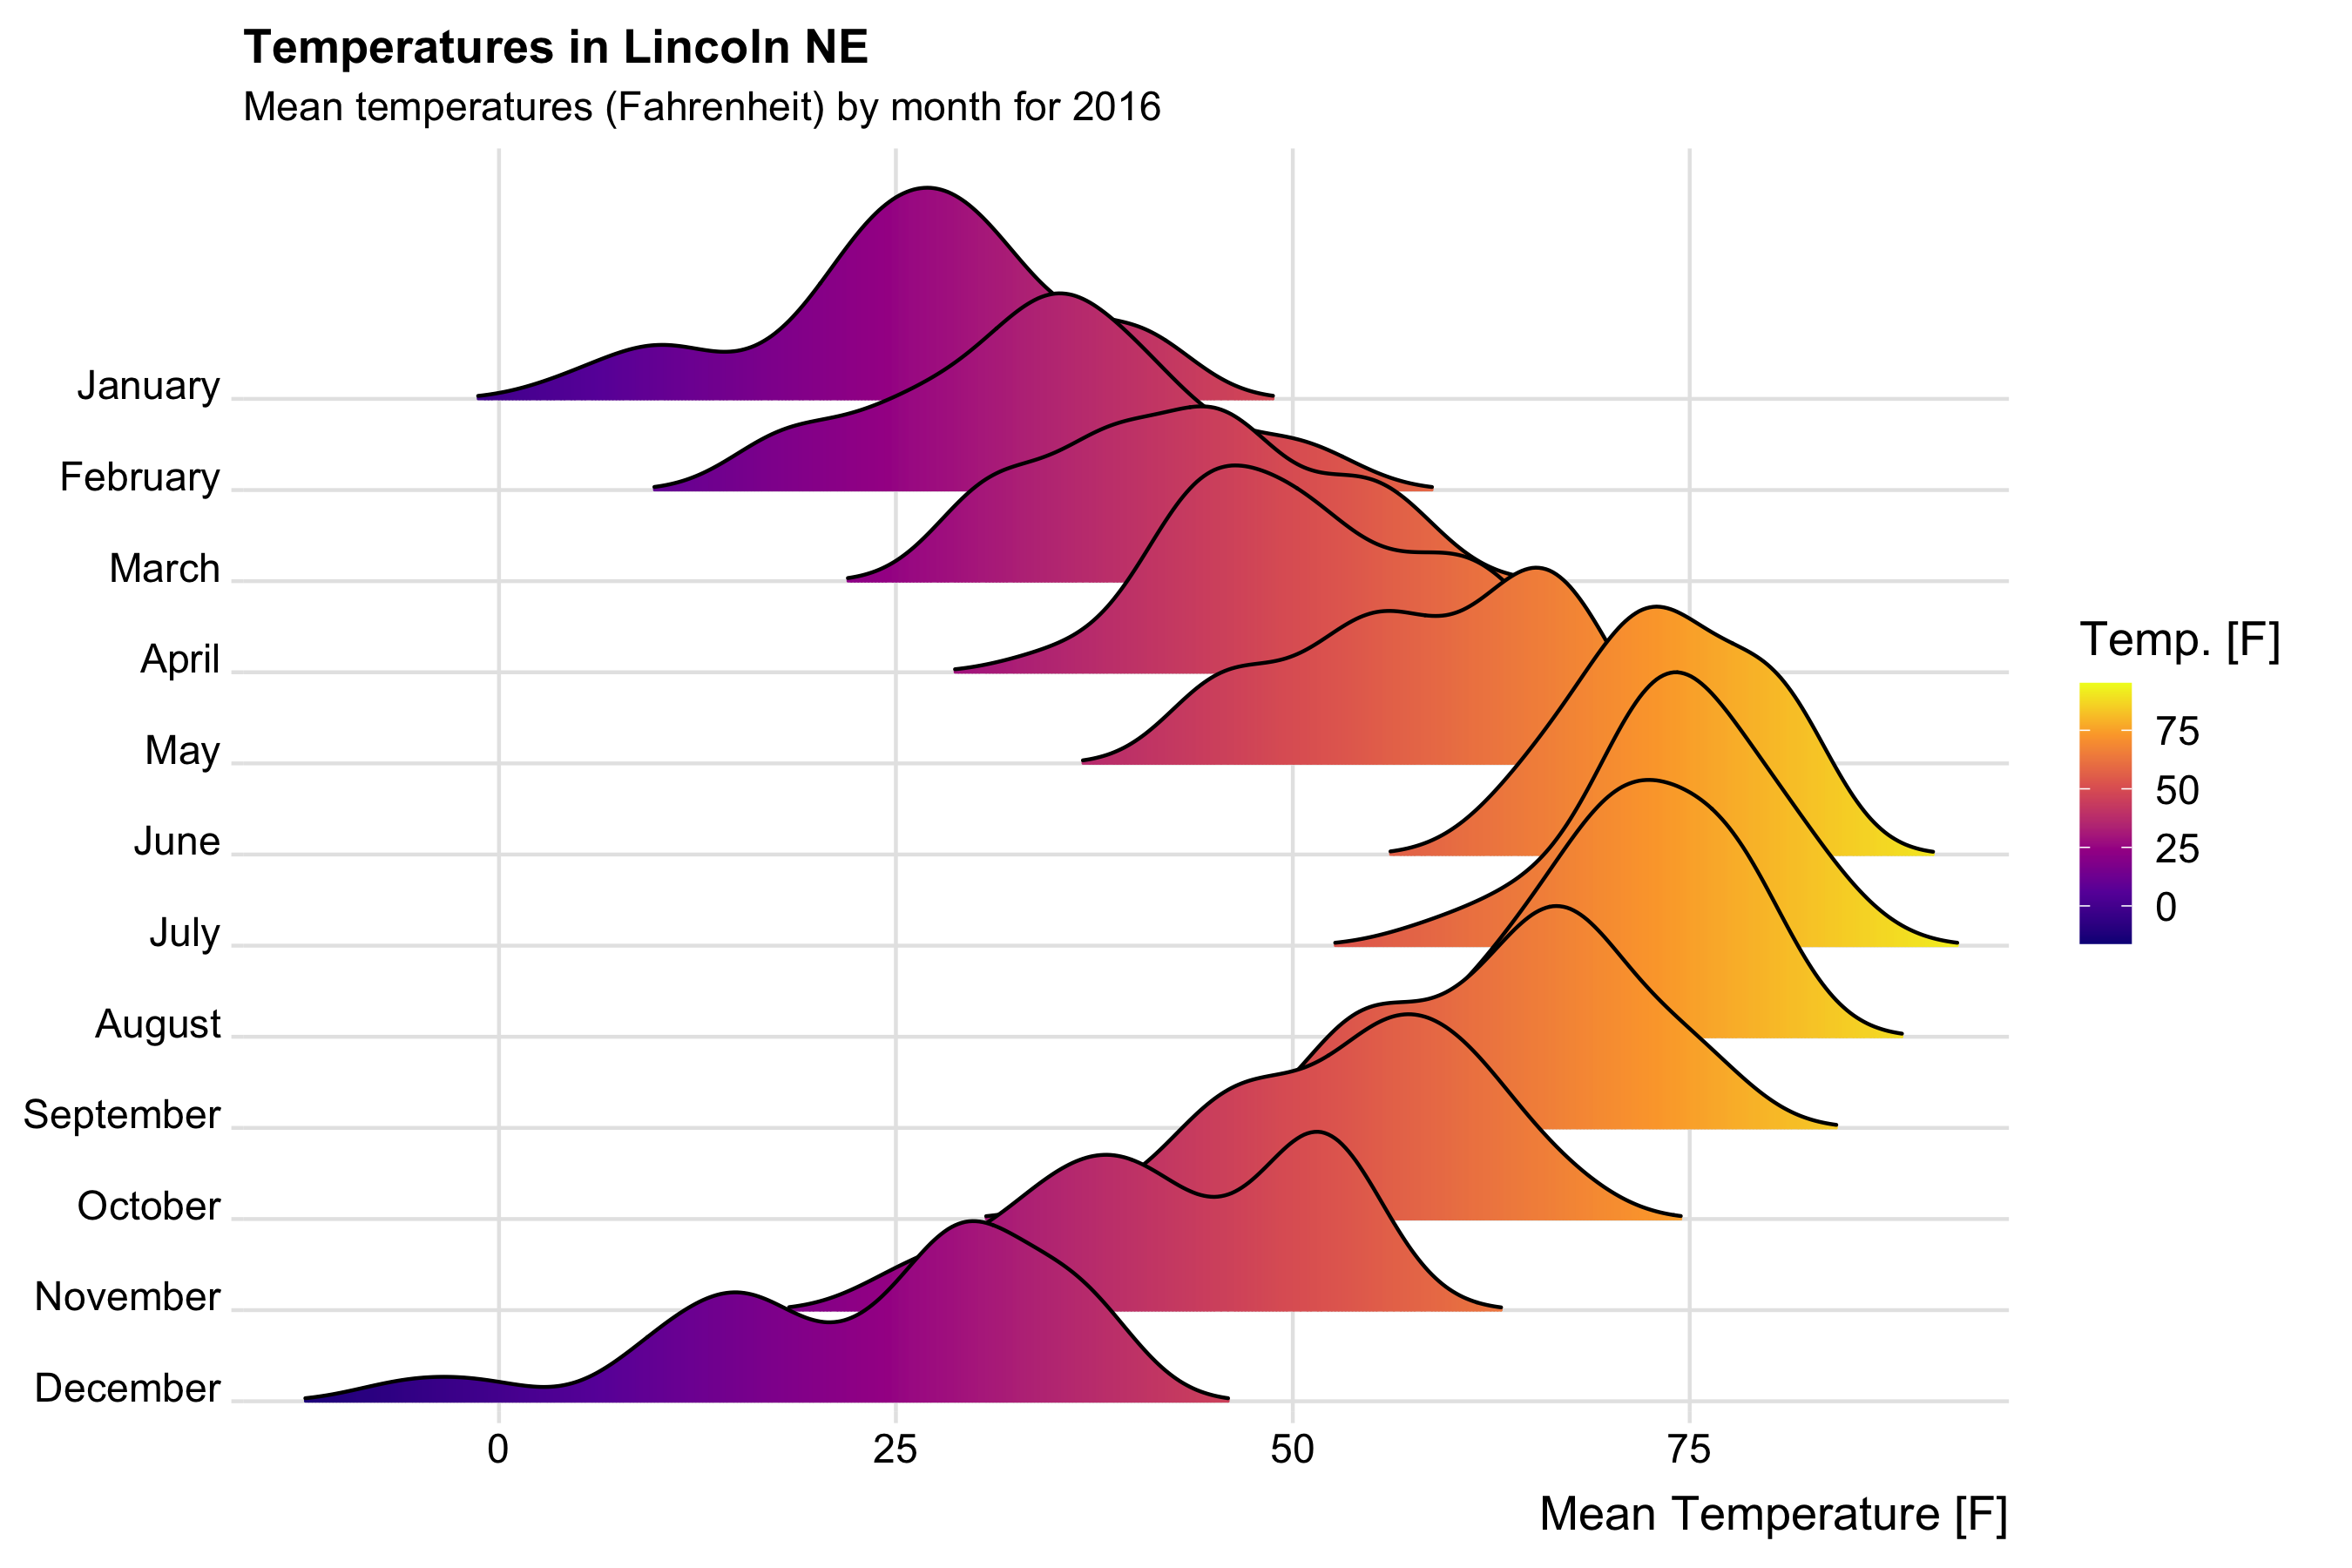 Temperatures in Lincoln NE
Mean temperatures (Fahrenheit) by month for 2016
January
February
March
April
May
June
July
August
September
October
November
December
0 25 50 75
Mean Temperature [F]
Temp. [F]
75
50
25
0